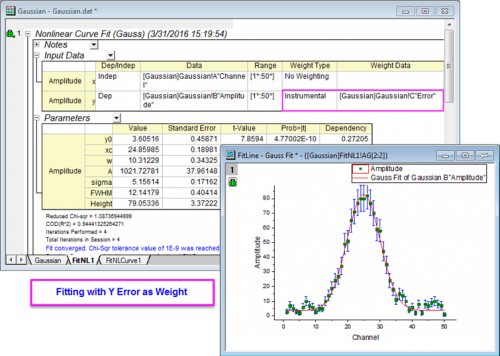 Gaussian - Gaussian.dat *
1
Nonlinear Curve Fit (Gauss) (3/31/2016 15:19:54)
Notes
Input Data
Dep/Indep Data Range Weight Type Weight Data
Amplitude x Indep [Gaussian]Gaussian!A"Channel" [1*:50*] No Weighting
y Dep [Gaussian]Gaussian!B"Amplitude" [1*:50*] Instrumental [Gaussian]Gaussian!C"Error"
Parameters
Value Standard Error t-Value Prob>|t| Dependency
Amplitude
y0 3.60516 0.45871 7.8594 4.77002E-10 0.27205
xc 24.85985 0.18981
w 10.31229 0.34325
A 1021.72781 37.96148
sigma 5.15614 0.17162
FWHM 12.14179 0.40414
Height 79.05336 3.37222
Reduced Chi-sqr = 1.08736944999
COD(R^2) = 0.94413252642​71
Iterations Performed = 4
Total Iterations in Session = 4
Fit converged. Chi-Sqr tolerance value of 1E-9 was reached
Gaussian FitNL1 FitNLCurve1
Fitting with Y Error as Weight
FitLine - Gauss Fit * - ([Gaussian]FitNL1!AG[2:2])
1
Amplitude
Gauss Fit of Gaussian B"Amplitude"
Amplitude
80
70
60
50
40
30
20
10
0
0 10 20 30 40 50
Channel